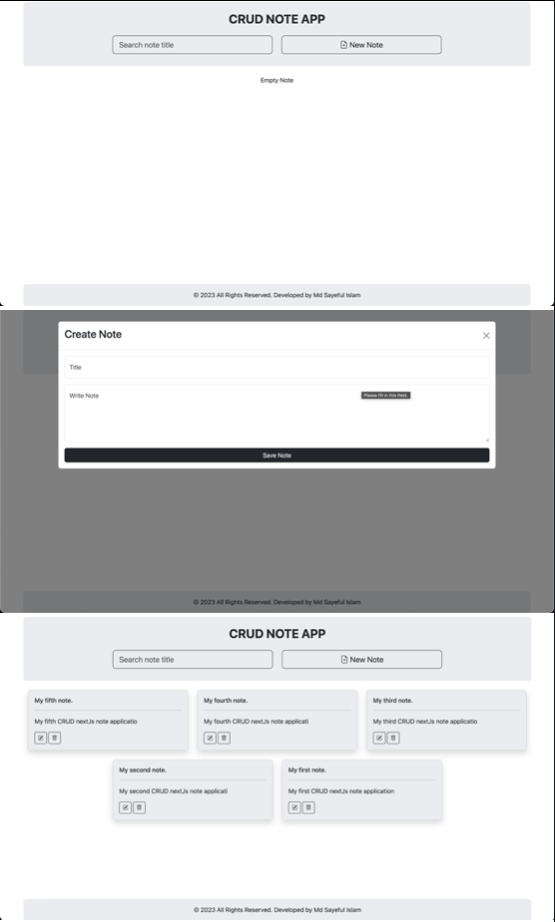 CRUD NOTE APP
Search note title
New Note
Empty Note
© 2023 All Rights Reserved. Developed by Md Sayeful Islam
Create Note
Title
Write Note
Please fill in this field.
Save Note
© 2023 All Rights Reserved. Developed by Md Sayeful Islam
CRUD NOTE APP
Search note title
New Note
My fifth note.
My fifth CRUD nextJs note applicatio
My fourth note.
My fourth CRUD nextJs note applicati
My third note.
My third CRUD nextJs note applicatio
My second note.
My second CRUD nextJs note applicati
My first note.
My first CRUD nextJs note application
© 2023 All Rights Reserved. Developed by Md Sayeful Islam